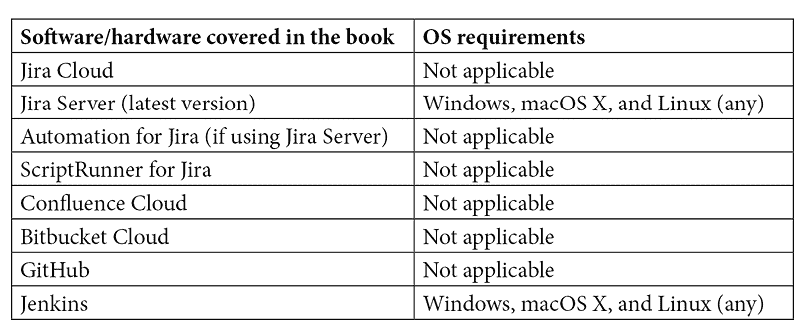 Software/hardware covered in the book OS requirements
Jira Cloud Not applicable
Jira Server (latest version) Windows, macOS X, and Linux (any)
Automation for Jira (if using Jira Server) Not applicable
ScriptRunner for Jira Not applicable
Confluence Cloud Not applicable
Bitbucket Cloud Not applicable
GitHub Not applicable
Jenkins Windows, macOS X, and Linux (any)